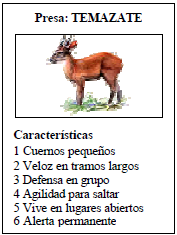 Presa: TEMAZATE
Características
1 Cuernos pequeños
2 Veloz en tramos largos
3 Defensa en grupo
4 Agilidad para saltar
5 Vive en lugares abiertos
6 Alerta permanente